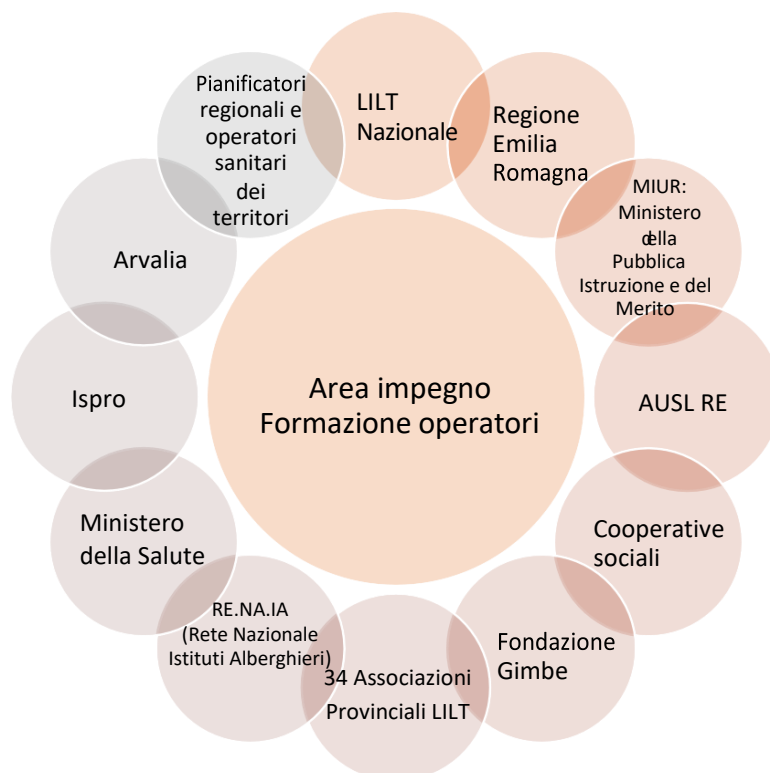 LILT
Nazionale
Regione
Emilia
Romagna
MIUR:
Ministero
della
Pubblica
Istruzione e del
Merito
AUSL RE
Cooperative
sociali
Fondazione
Gimbe
34 Associazioni
Provinciali LILT
RE.NA.IA
(Rete Nazionale
Istituti Alberghieri)
Ministero
della Salute
Ispro
Arvalia
Pianificatori
regionali e
operatori
sanitari
dei
territori
Area impegno
Formazione operatori